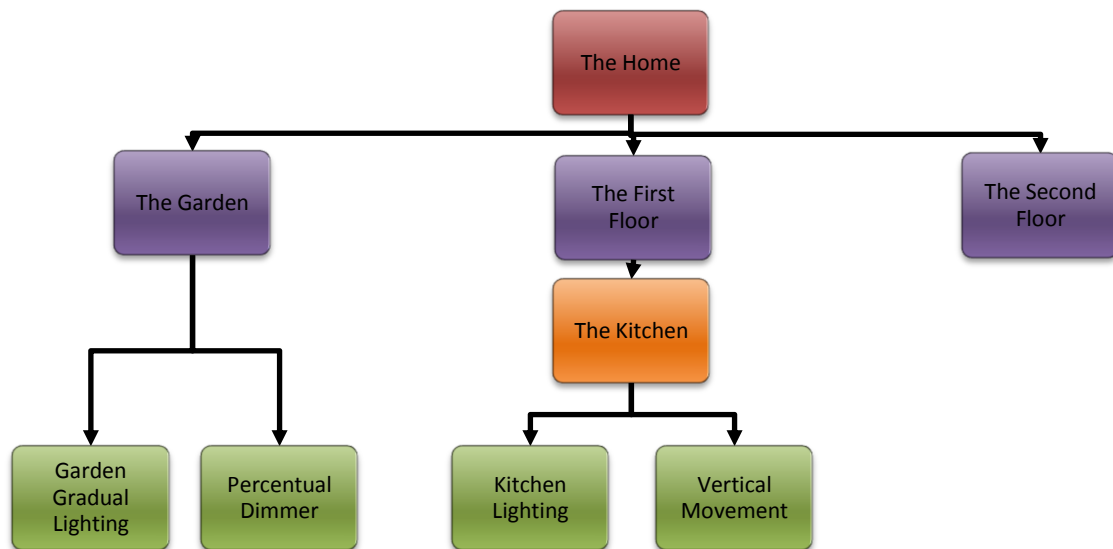 The Home
The Garden
The First
Floor
The Second
Floor
The Kitchen
Garden
Gradual
Lighting
Percentual
Dimmer
Kitchen
Lighting
Vertical
Movement